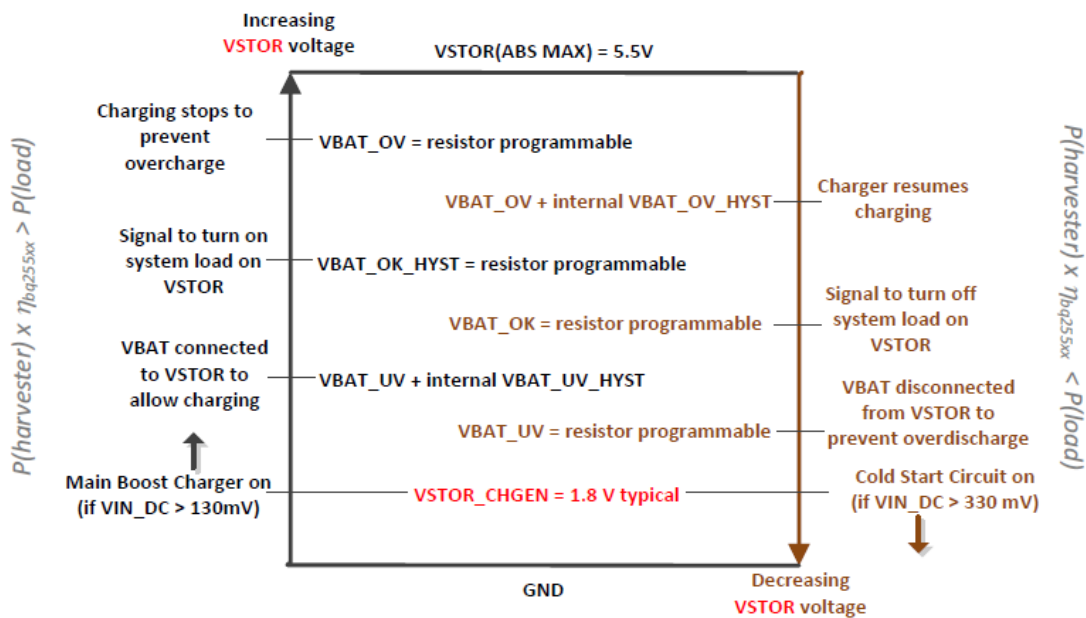 Increasing
VSTOR voltage
VSTOR(ABS MAX) = 5.5V
Charging stops to
prevent
overcharge
VBAT_OV = resistor programmable
VBAT_OV + internal VBAT_OV_HYST
Charger resumes
charging
Signal to turn on
system load on
VSTOR
VBAT_OK_HYST = resistor programmable
VBAT_OK = resistor programmable
Signal to turn off
system load on
VSTOR
VBAT connected
to VSTOR to
allow charging
VBAT_UV + internal VBAT_UV_HYST
VBAT_UV = resistor programmable
VBAT disconnected
from VSTOR to
prevent overdischarge
Main Boost Charger on
(if VIN_DC > 130mV)
VSTOR_CHGEN = 1.8 V typical
Cold Start Circuit on
(if VIN_DC > 330 mV)
GND
Decreasing
VSTOR voltage
P(harvester) x ηbq255xx > P(load)
P(harvester) x ηbq255xx < P(load)